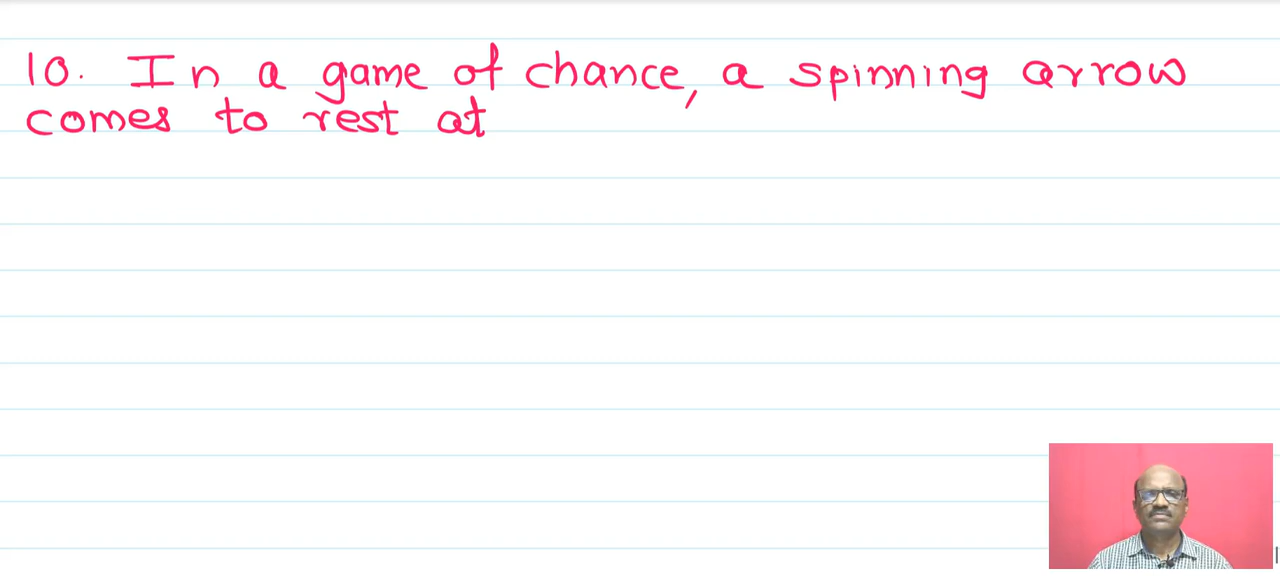 10. In a game of chance, a spinning arrow
comes to rest at